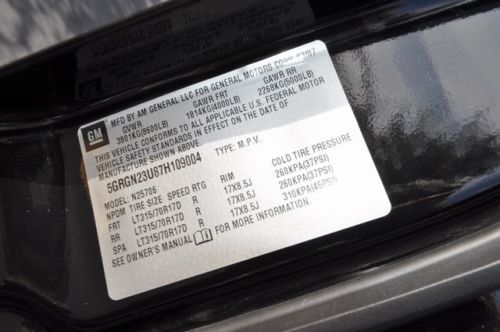 MFD BY AM GENERAL LLC FOR GENERAL MOTORS CORP 03/07
GVWR GAWR FRT GAWR RR
3901KG(8600LB) 1814KG(4000LB) 2268KG(5000LB)
GM
THIS VEHICLE CONFORMS TO ALL APPLICABLE U.S. FEDERAL MOTOR
VEHICLE SAFETY STANDARDS IN EFFECT ON THE DATE OF
MANUFACTURE SHOWN ABOVE.
5GRGN23U87H109004 TYPE: M.P.V.
MODEL: N25706
NPDM TIRE SIZE SPEED RTG RIM COLD TIRE PRESSURE
FRT LT315/70R17D R 17X8.5J 260KPA(37PSI)
RR LT315/70R17D R 17X8.5J 260KPA(37PSI)
SPA LT315/70R17D R 17X8.5J 310KPA(45PSI)
SEE OWNER'S MANUAL